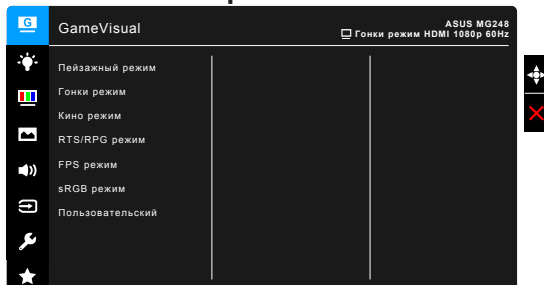 G
GameVisual
ASUS MG248
Гонки режим HDMI 1080p 60Hz
Пейзажный режим
Гонки режим
Кино режим
RTS/RPG режим
FPS режим
sRGB режим
Пользовательский